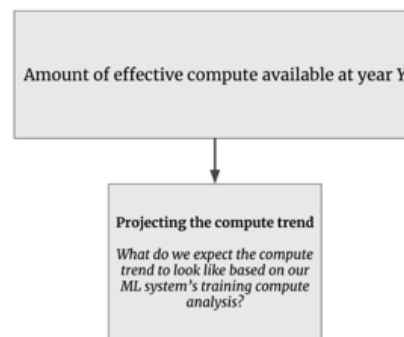 Amount of effective compute available at year Y
Projecting the compute trend
What do we expect the compute
trend to look like based on our
ML system's training compute
analysis?